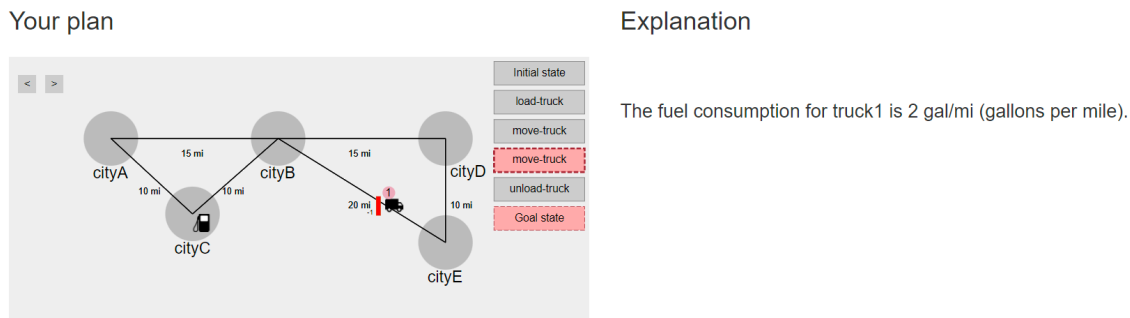 Your plan
Explanation
< >
Initial state
load-truck
move-truck
move-truck
unload-truck
Goal state
The fuel consumption for truck1 is 2 gal/mi (gallons per mile).
15 mi
15 mi
cityA
cityB
cityD
10 mi
10 mi
1
20 mi
-1
10 mi
cityC
cityE